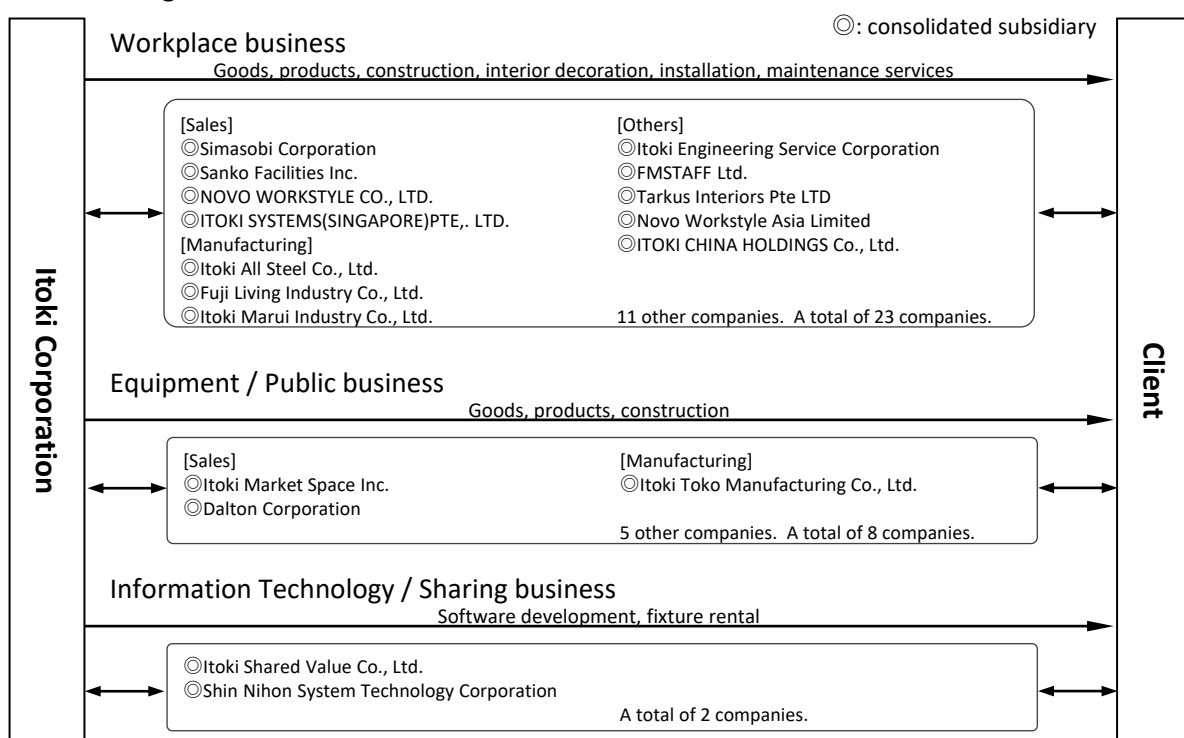 ◎: consolidated subsidiary
Workplace business
Goods, products, construction, interior decoration, installation, maintenance services
[Sales]
◎Simasobi Corporation
◎Sanko Facilities Inc.
◎NOVO WORKSTYLE CO., LTD.
◎ITOKI SYSTEMS(SINGAPORE)PTE,. LTD.
[Manufacturing]
◎Itoki All Steel Co., Ltd.
◎Fuji Living Industry Co., Ltd.
◎Itoki Marui Industry Co., Ltd.
[Others]
◎Itoki Engineering Service Corporation
◎FMSTAFF Ltd.
◎Tarkus Interiors Pte LTD
◎Novo Workstyle Asia Limited
◎ITOKI CHINA HOLDINGS Co., Ltd.
11 other companies. A total of 23 companies.
Itoki Corporation
Client
Equipment / Public business
Goods, products, construction
[Sales]
◎Itoki Market Space Inc.
◎Dalton Corporation
[Manufacturing]
◎Itoki Toko Manufacturing Co., Ltd.
5 other companies. A total of 8 companies.
Information Technology / Sharing business
Software development, fixture rental
◎Itoki Shared Value Co., Ltd.
◎Shin Nihon System Technology Corporation
A total of 2 companies.